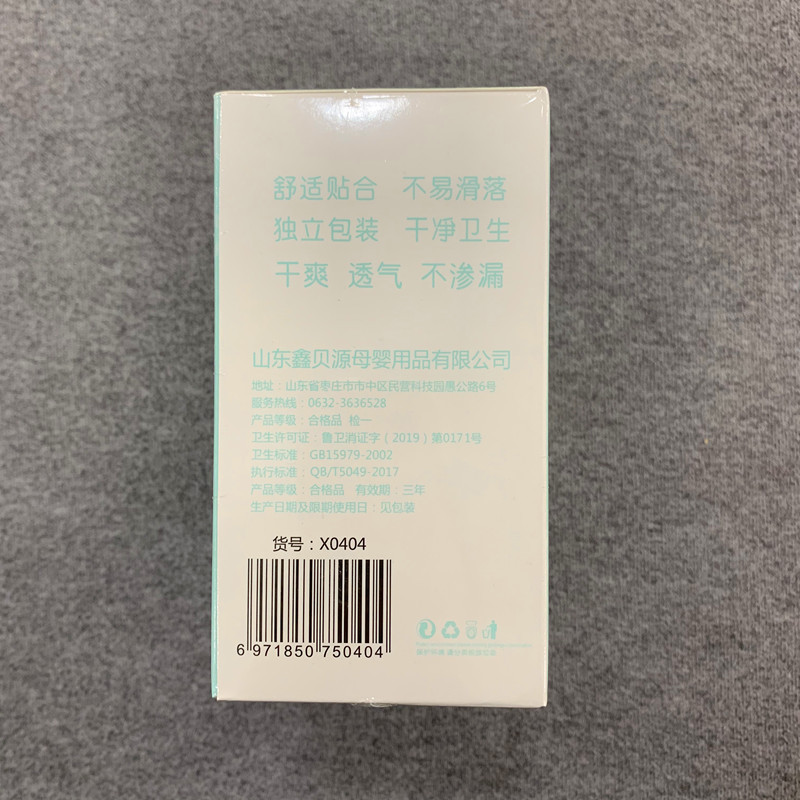 舒适贴合 不易滑落
独立包装 干净卫生
干爽 透气 不渗漏
山东鑫贝源母婴用品有限公司
地址：山东省枣庄市市中区民营科技园愚公路6号
服务热线：0632-3636528
产品等级：合格品 检一
卫生许可证：鲁卫消证字（2019）第0171号
卫生标准：GB15979-2002
执行标准：QB/T5049-2017
产品等级：合格品 有效期：三年
生产日期及限期使用日：见包装
货号：X0404
6 971850 750404